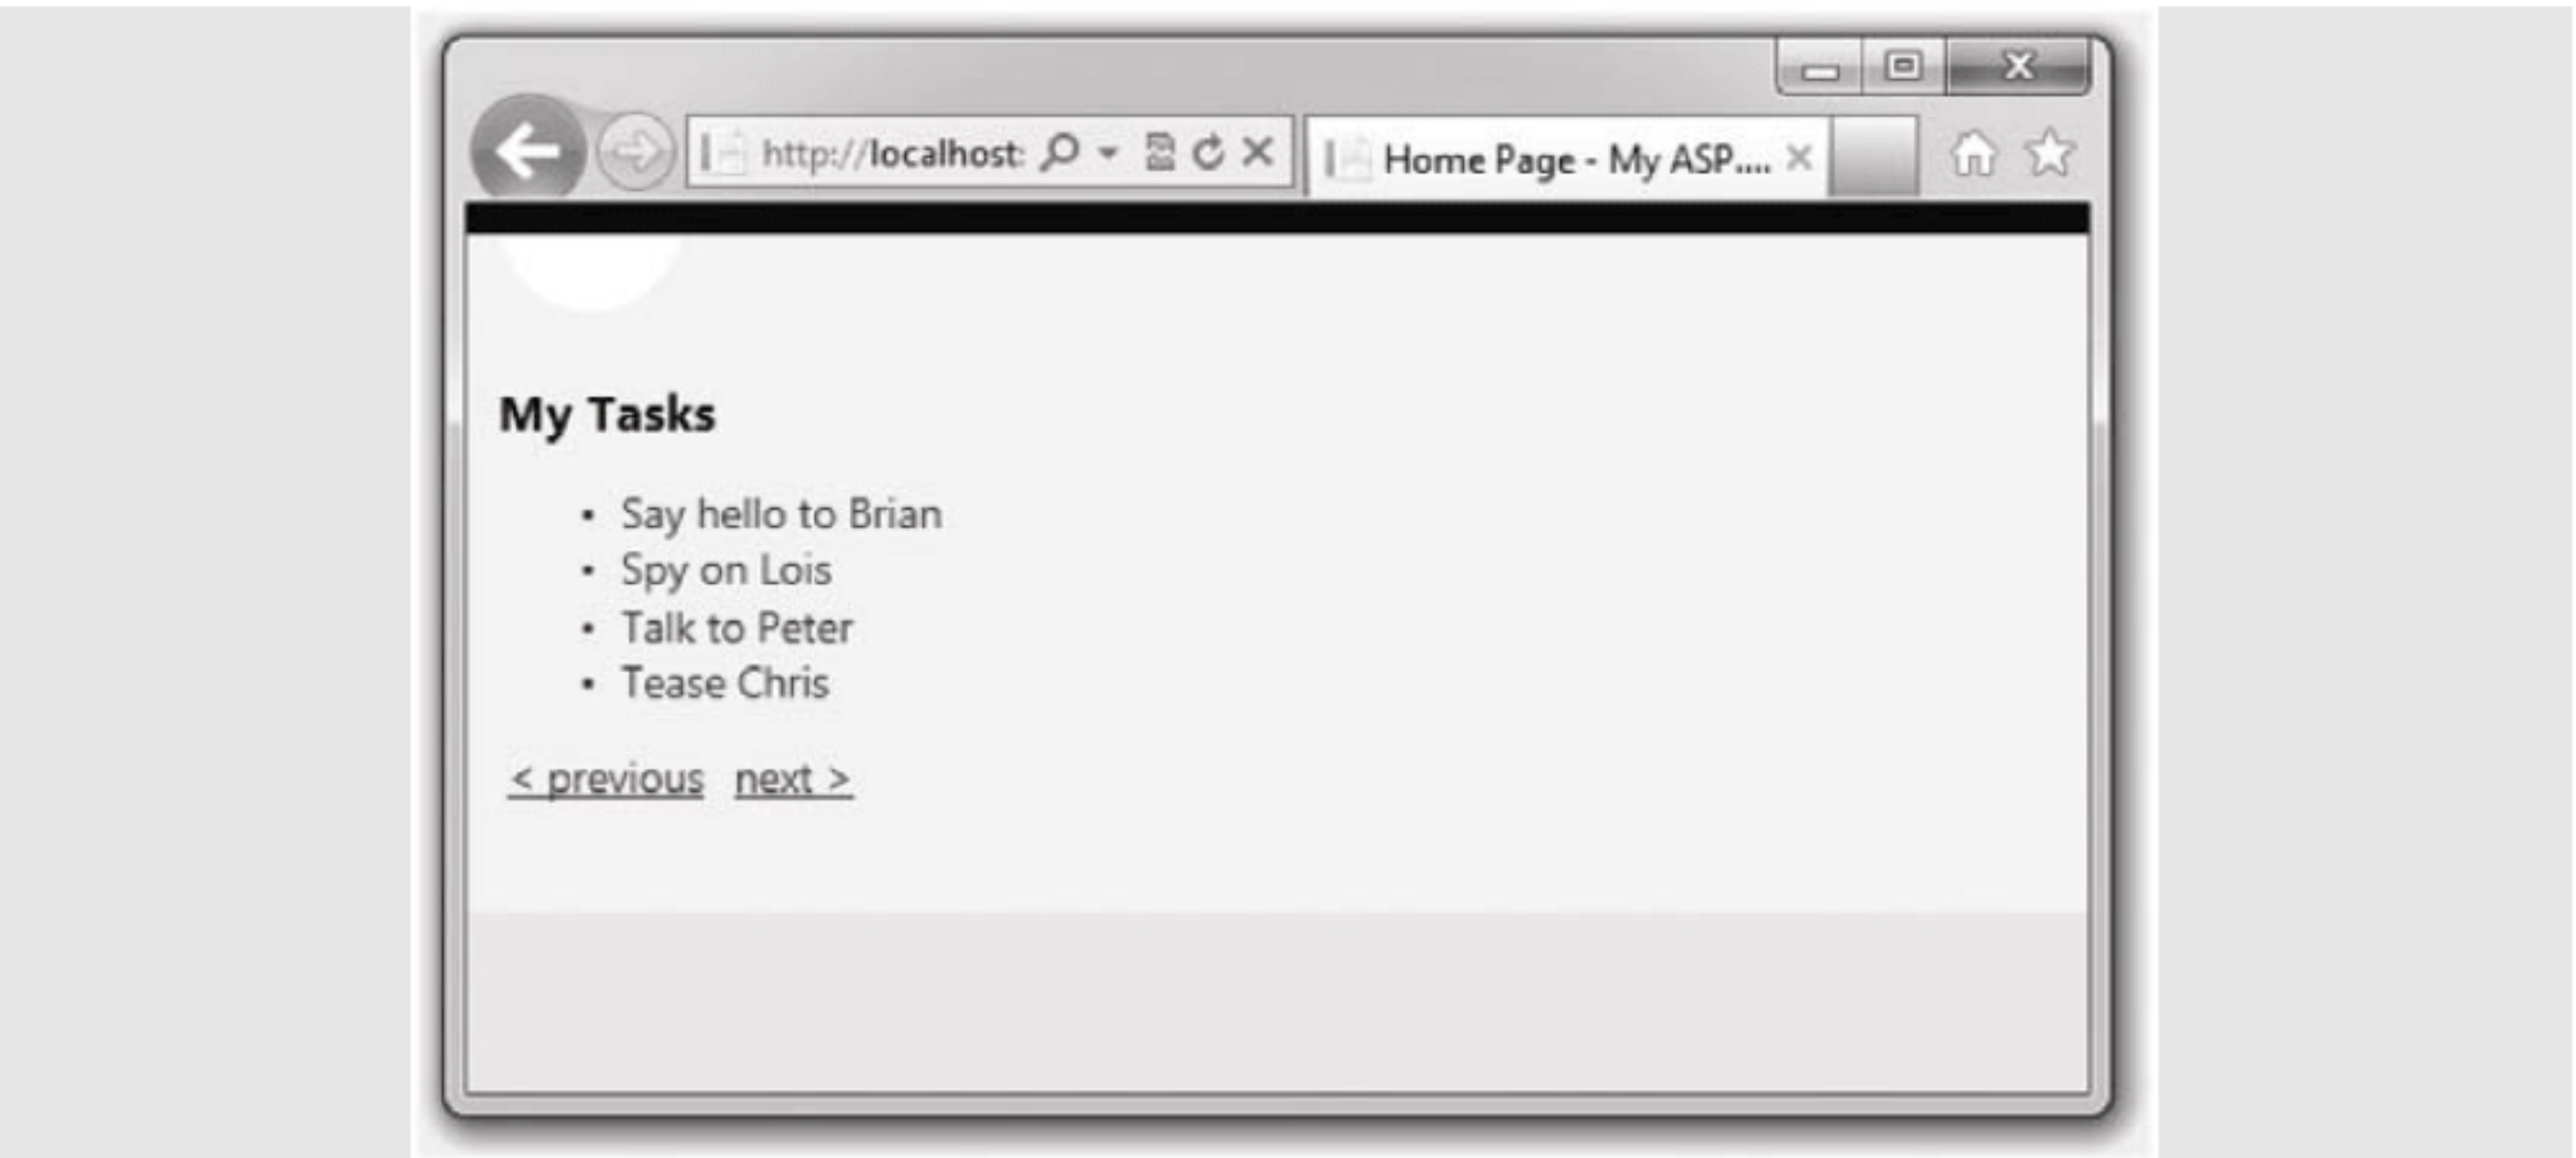 http://localhost:
Home Page - My ASP....
My Tasks
• Say hello to Brian
• Spy on Lois
• Talk to Peter
• Tease Chris
< previous next >